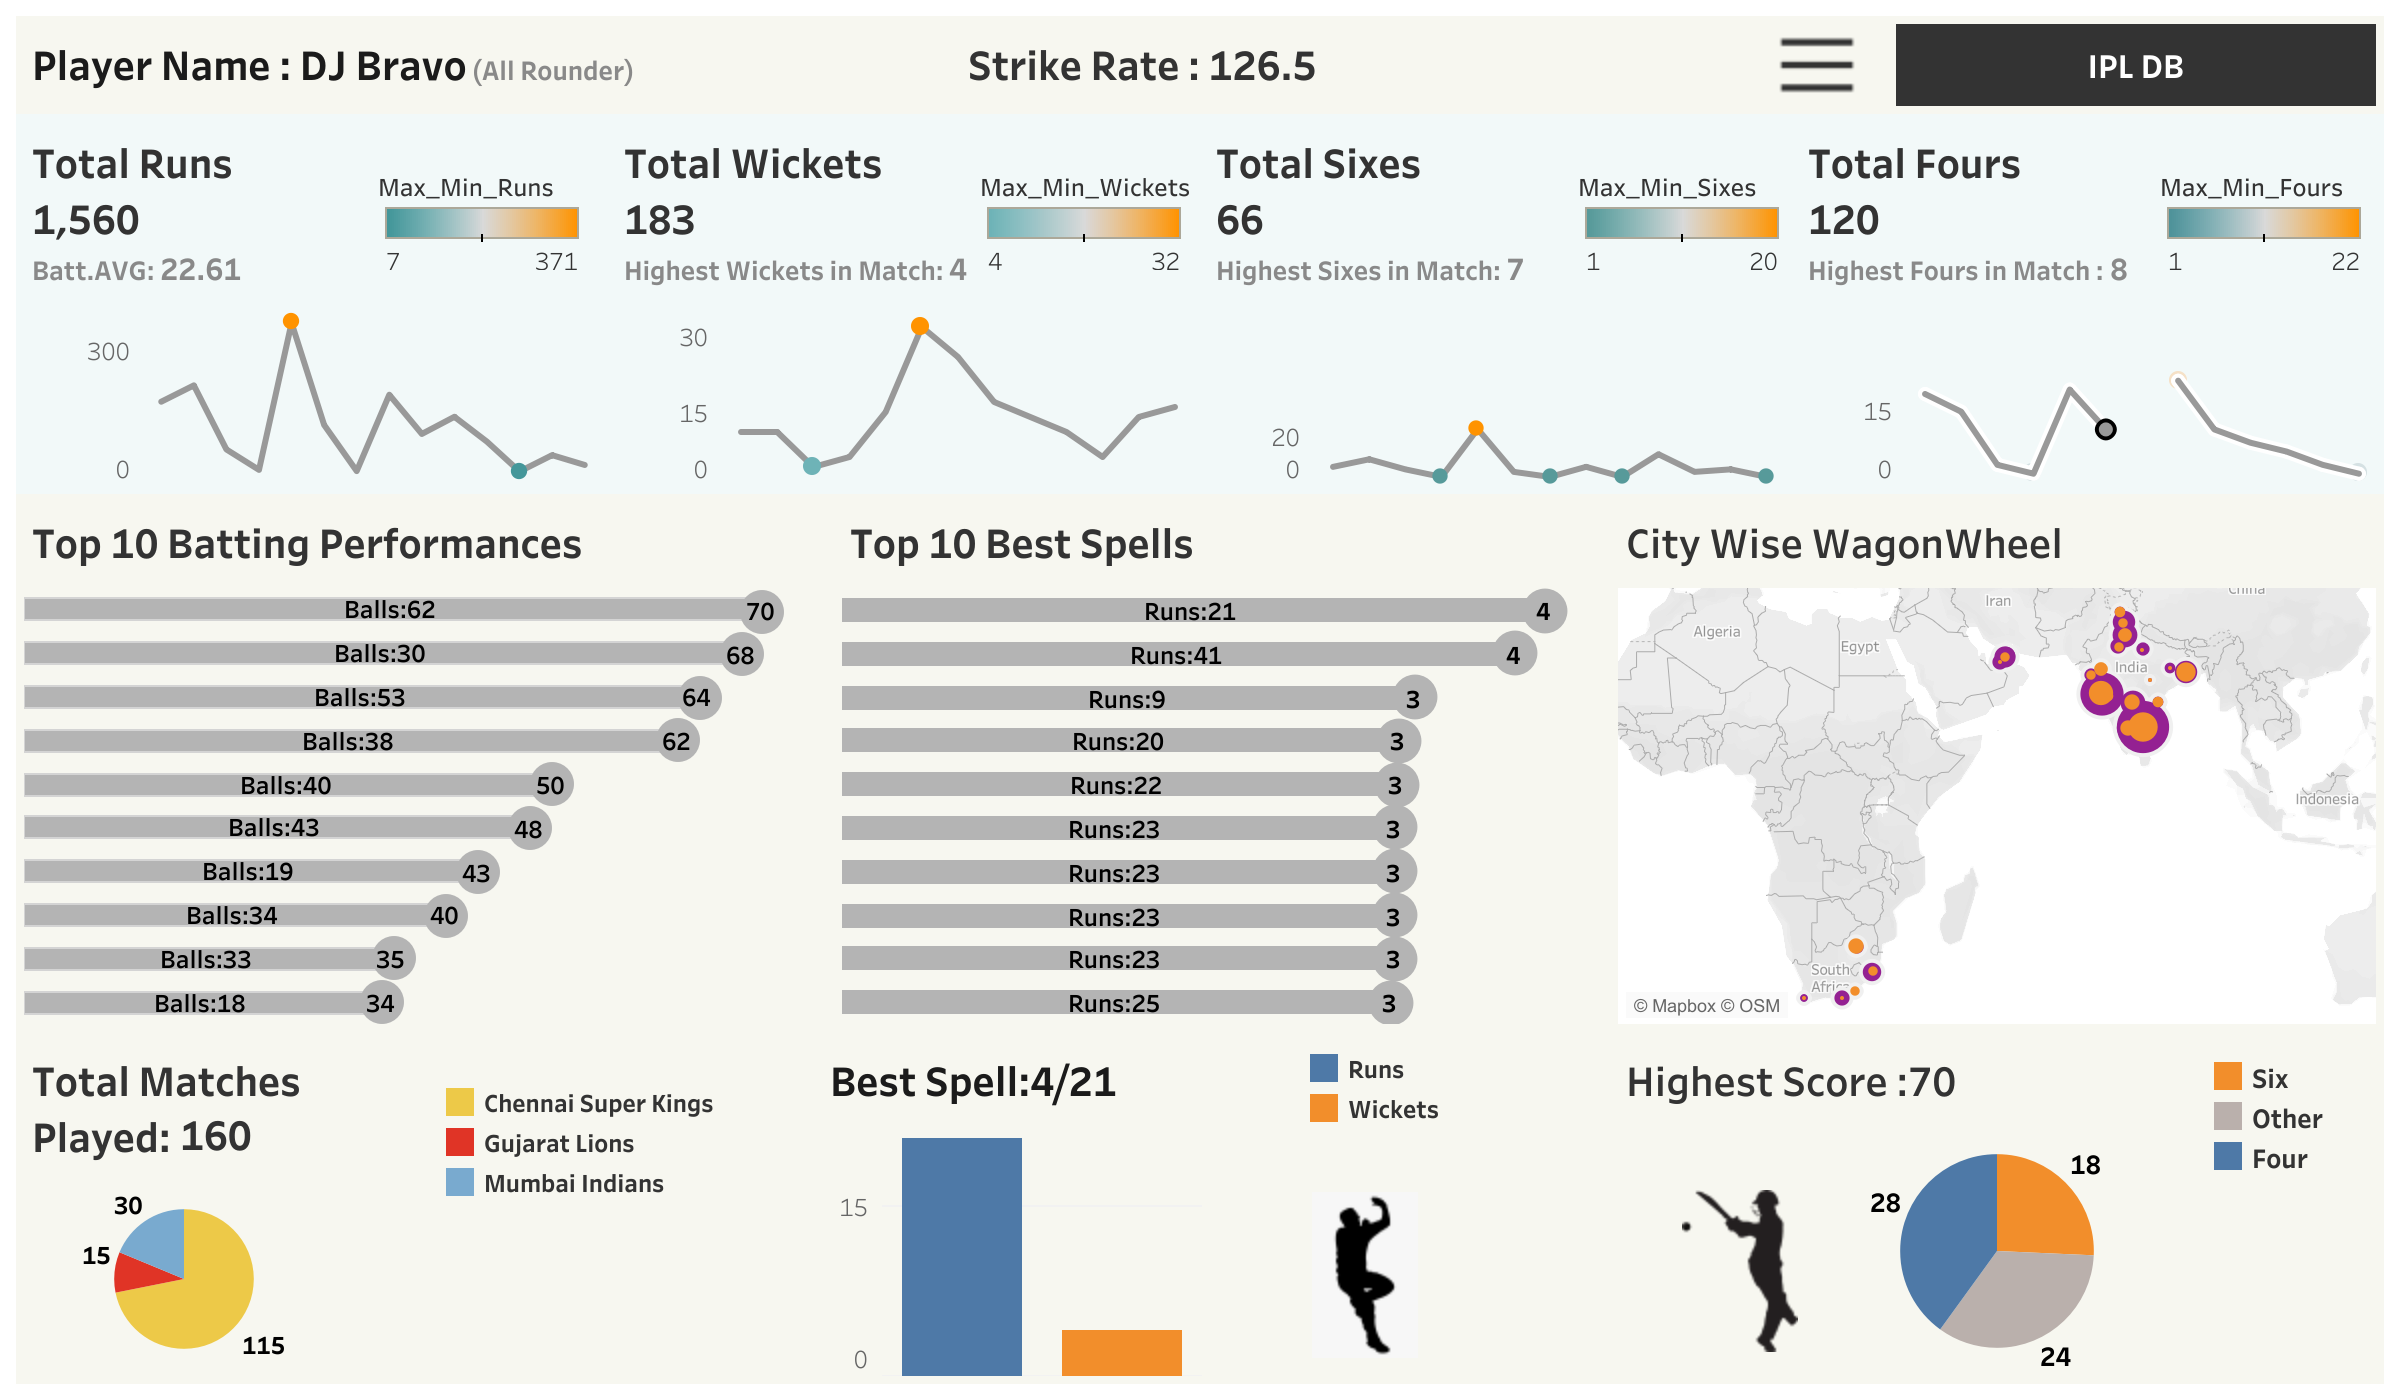 Player Name : DJ Bravo (All Rounder)
Strike Rate : 126.5
IPL DB
Total Runs
1,560
Batt.AVG: 22.61
Max_Min_Runs
7 371
300
0
Total Wickets
183
Highest Wickets in Match: 4
Max_Min_Wickets
4 32
30
15
0
Total Sixes
66
Highest Sixes in Match: 7
Max_Min_Sixes
1 20
20
0
Total Fours
120
Highest Fours in Match : 8
Max_Min_Fours
1 22
15
0
Top 10 Batting Performances
Balls:62 70
Balls:30 68
Balls:53 64
Balls:38 62
Balls:40 50
Balls:43 48
Balls:19 43
Balls:34 40
Balls:33 35
Balls:18 34
Top 10 Best Spells
Runs:21 4
Runs:41 4
Runs:9 3
Runs:20 3
Runs:22 3
Runs:23 3
Runs:23 3
Runs:23 3
Runs:23 3
Runs:25 3
City Wise WagonWheel
China
Iran
Algeria
Egypt
India
Indonesia
South
Africa
© Mapbox © OSM
Total Matches
Played: 160
Chennai Super Kings
Gujarat Lions
Mumbai Indians
30
15
115
Best Spell:4/21
Runs
Wickets
15
0
Highest Score :70
Six
Other
Four
18
28
24